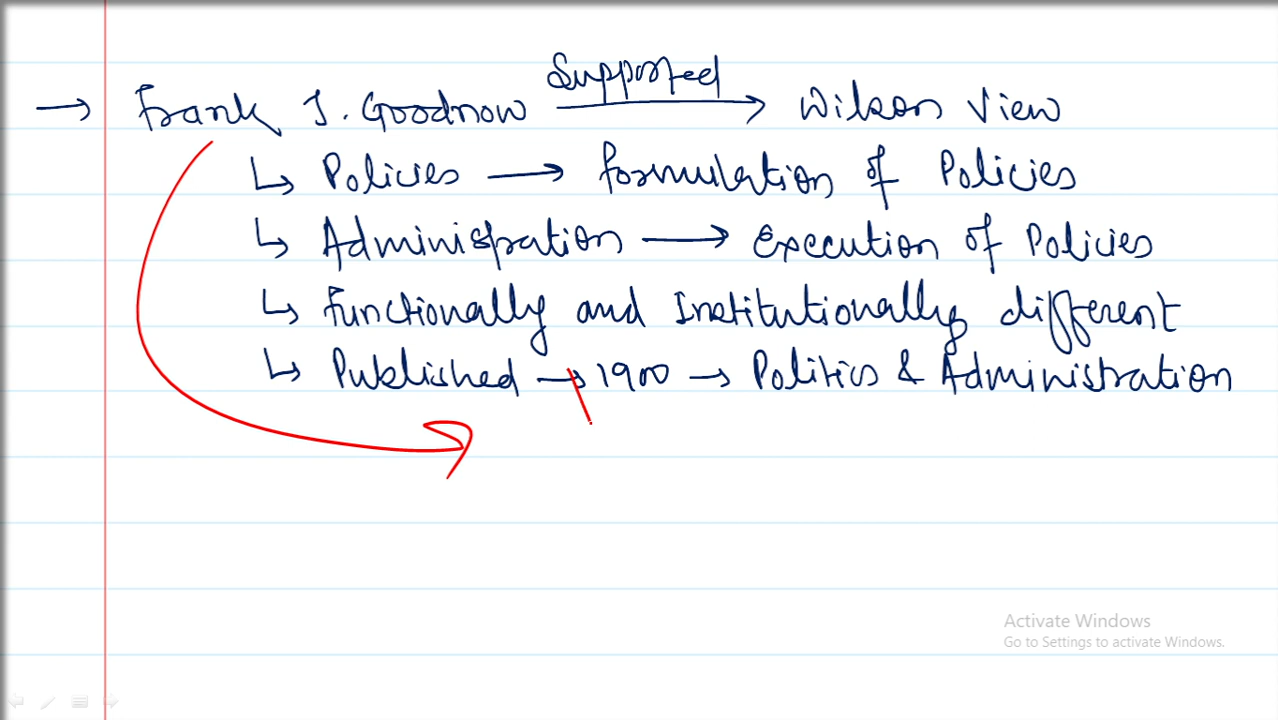 → Frank J. Goodnow Supported → Wilson View
↳ Policies → Formulation of Policies
↳ Administration → Execution of Policies
↳ Functionally and Institutionally different
↳ Published → 1900 → Politics & Administration
Activate Windows
Go to Settings to activate Windows.